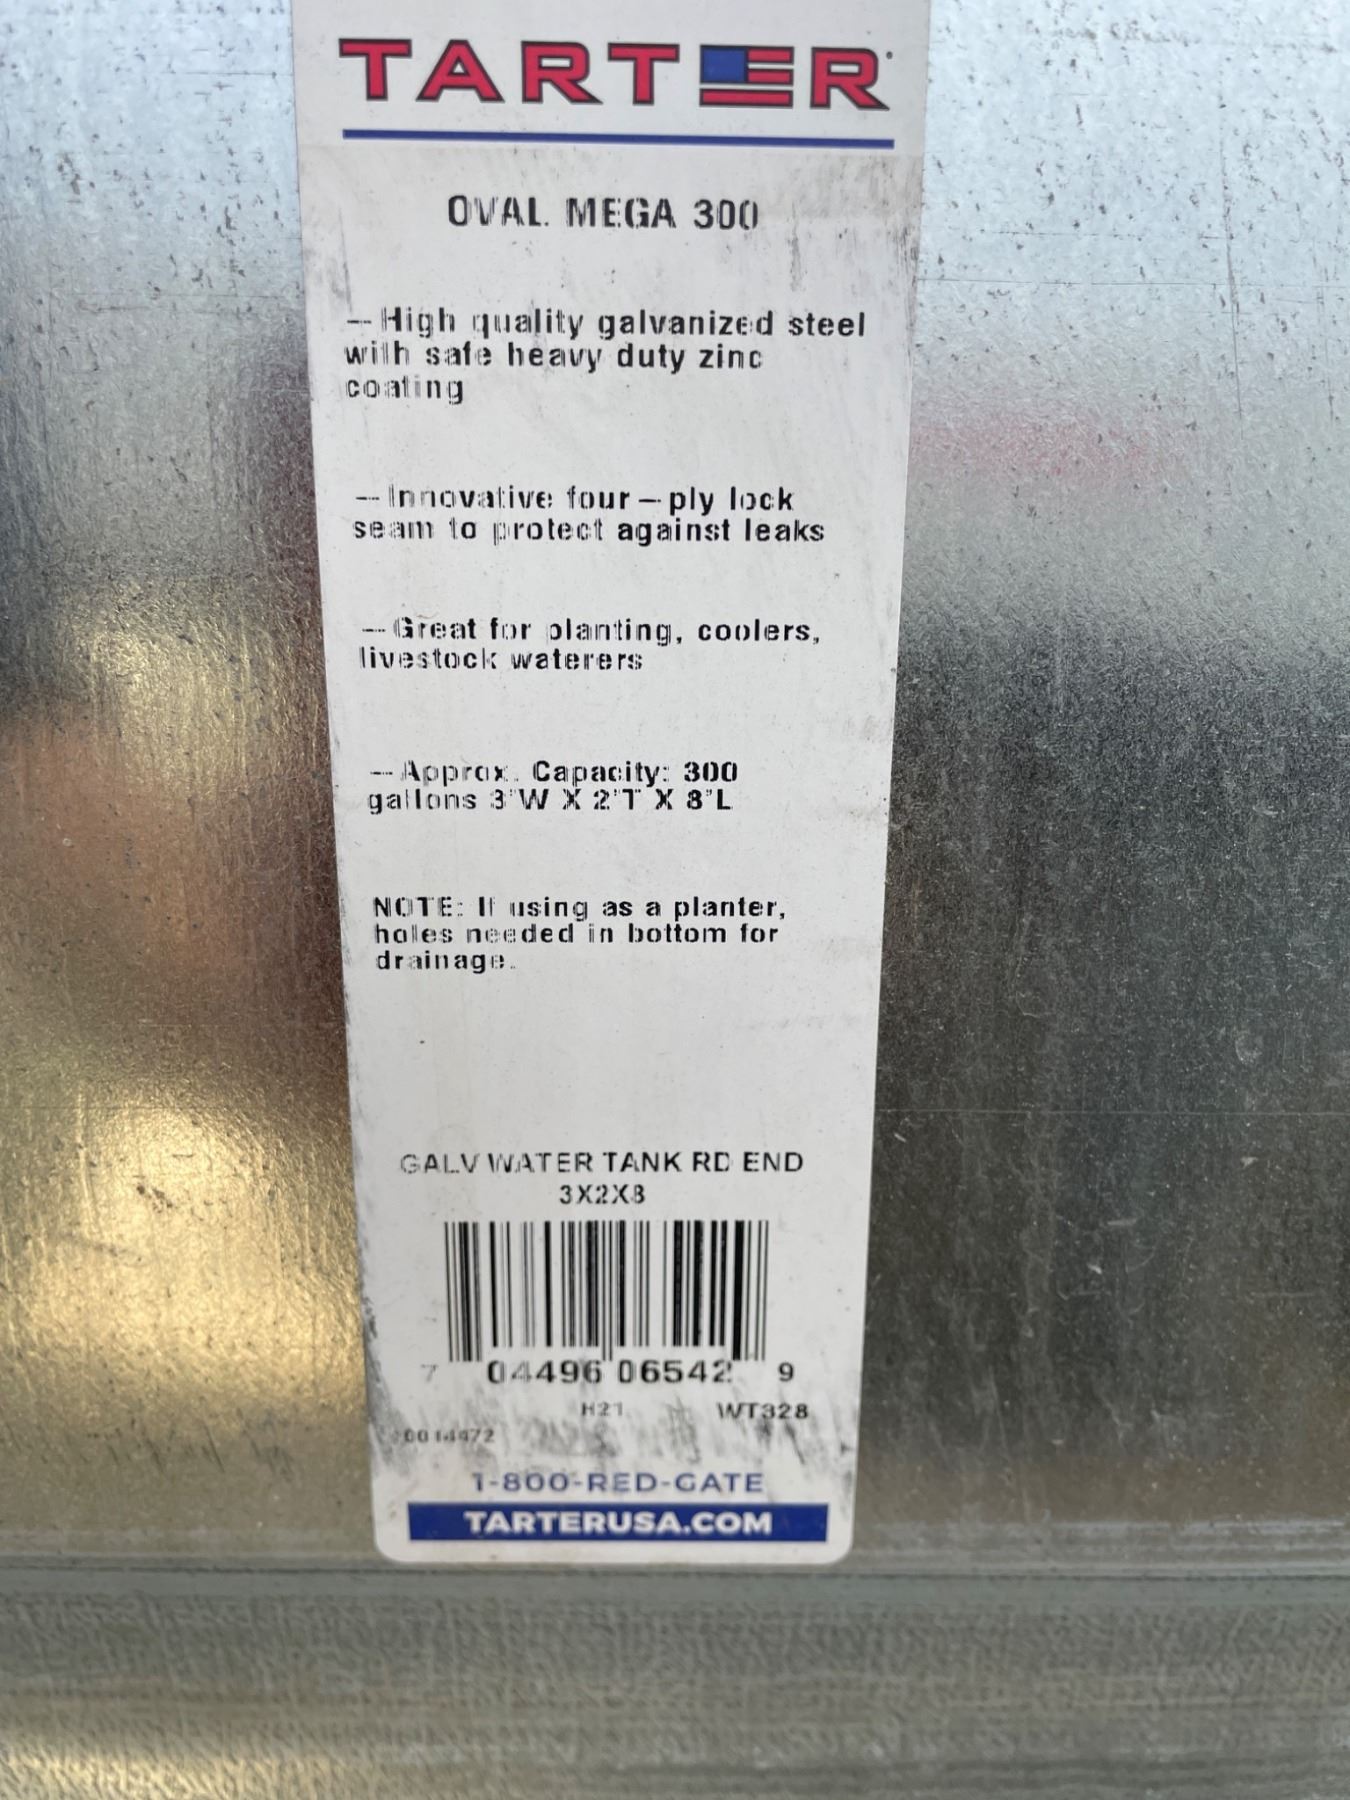 TARTER
OVAL MEGA 300
—High quality galvanized steel
with safe heavy duty zinc
coating
—Innovative four—ply lock
seam to protect against leaks
—Great for planting, coolers,
livestock waterers
—Approx. Capacity: 300
gallons 3"W X 2"T X 8"L
NOTE: If using as a planter,
holes needed in bottom for
drainage.
GALV WATER TANK RD END
3X2X8
7 04496 06542 9
H21 WT328
0014472
1-800-RED-GATE
TARTERUSA.COM